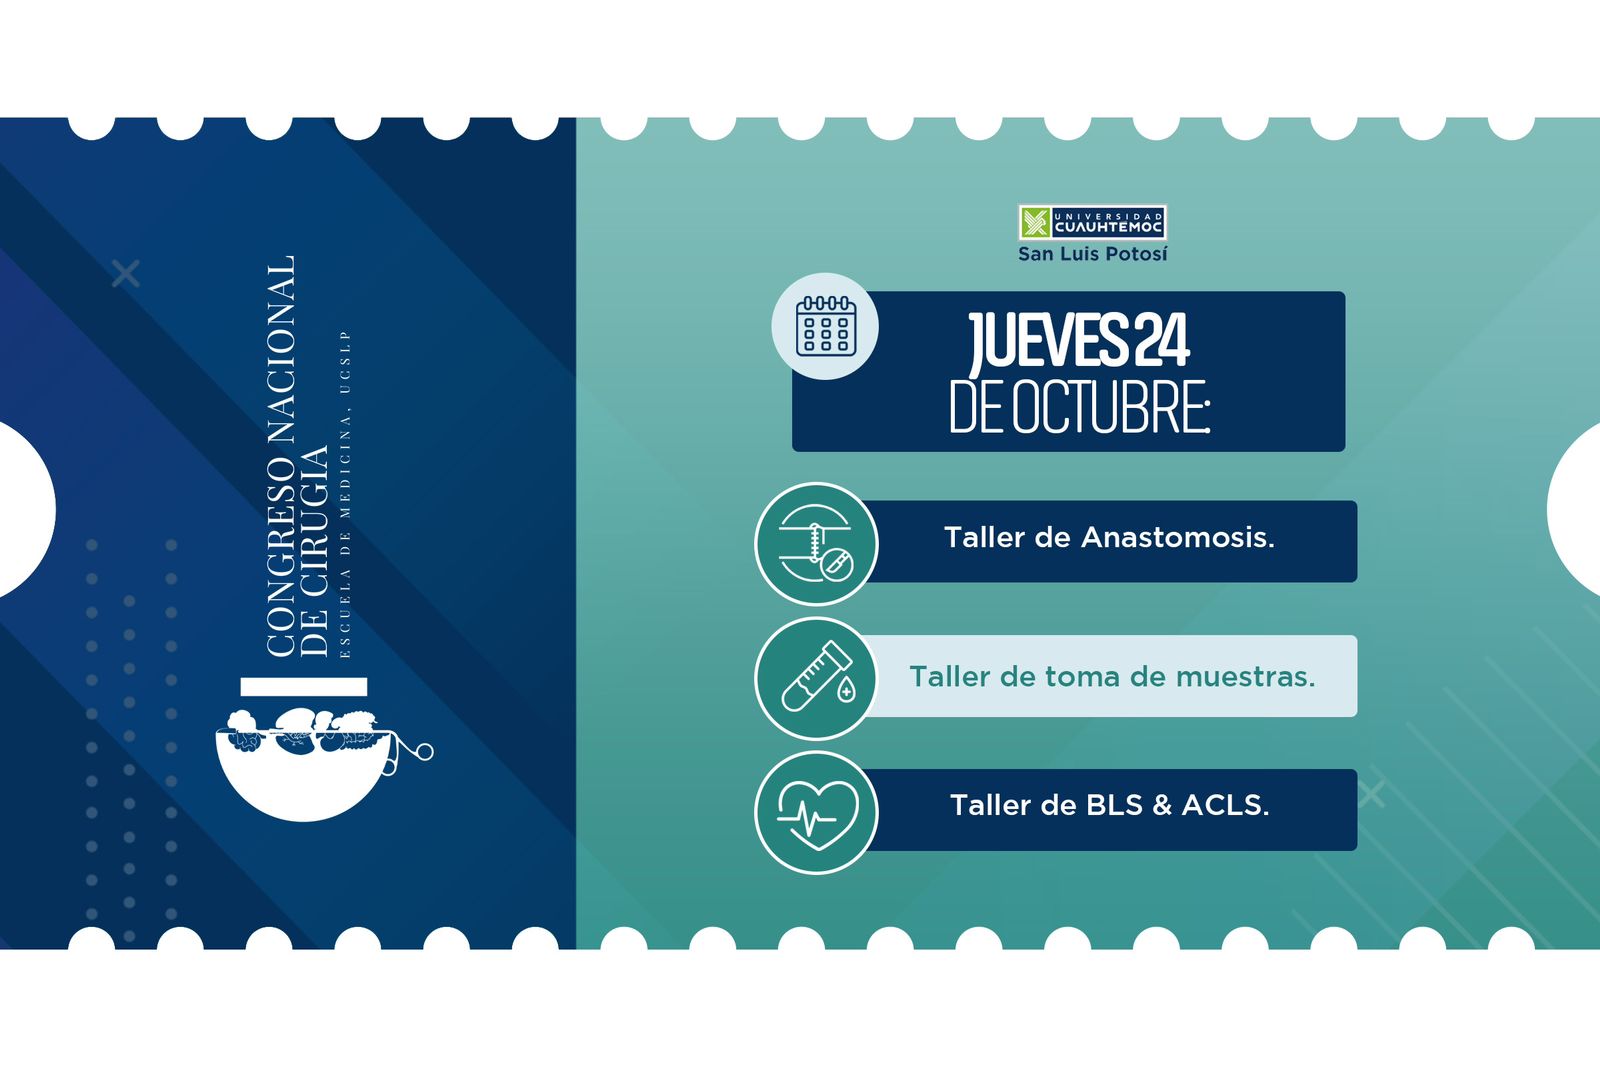 CONGRESO NACIONAL
DE CIRUGIA
ESCUELA DE MEDICINA, UCSLP
UNIVERSIDAD
CUAUHTÉMOC
San Luis Potosí
JUEVES 24
DE OCTUBRE:
Taller de Anastomosis.
Taller de toma de muestras.
Taller de BLS & ACLS.